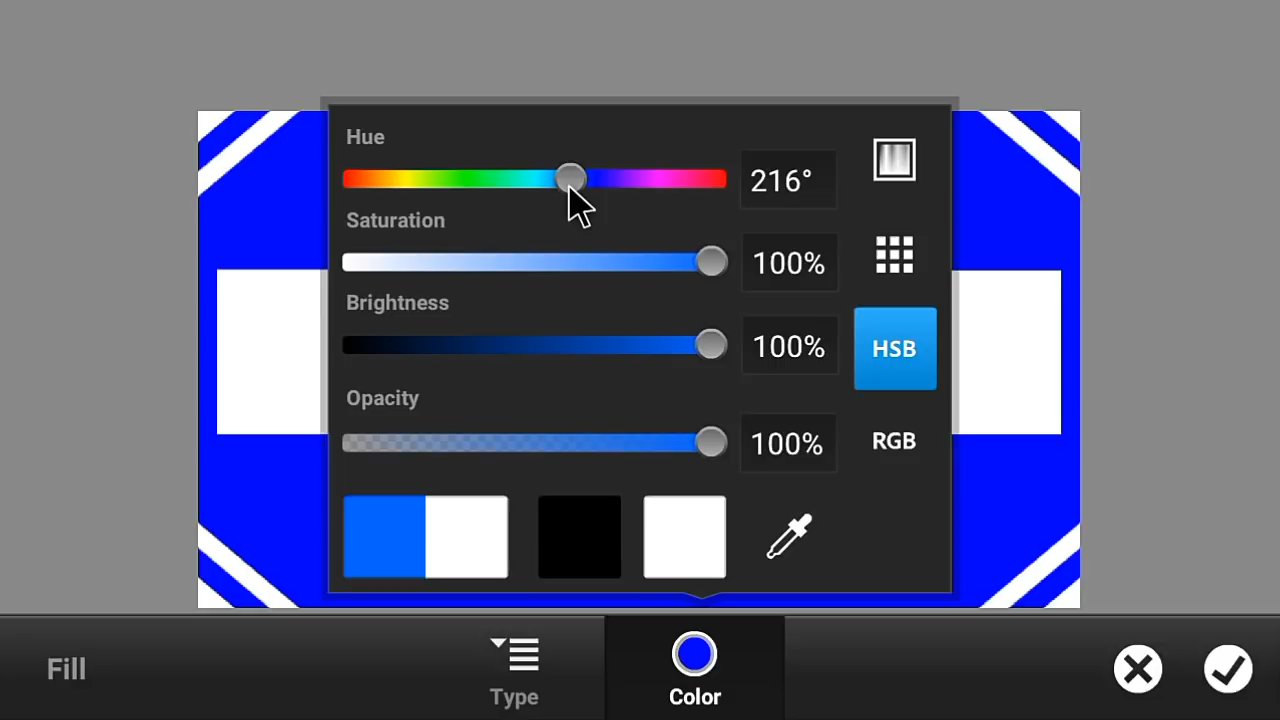 Hue
216°
Saturation
100%
Brightness
100%
HSB
Opacity
100%
RGB
Fill
Type
Color